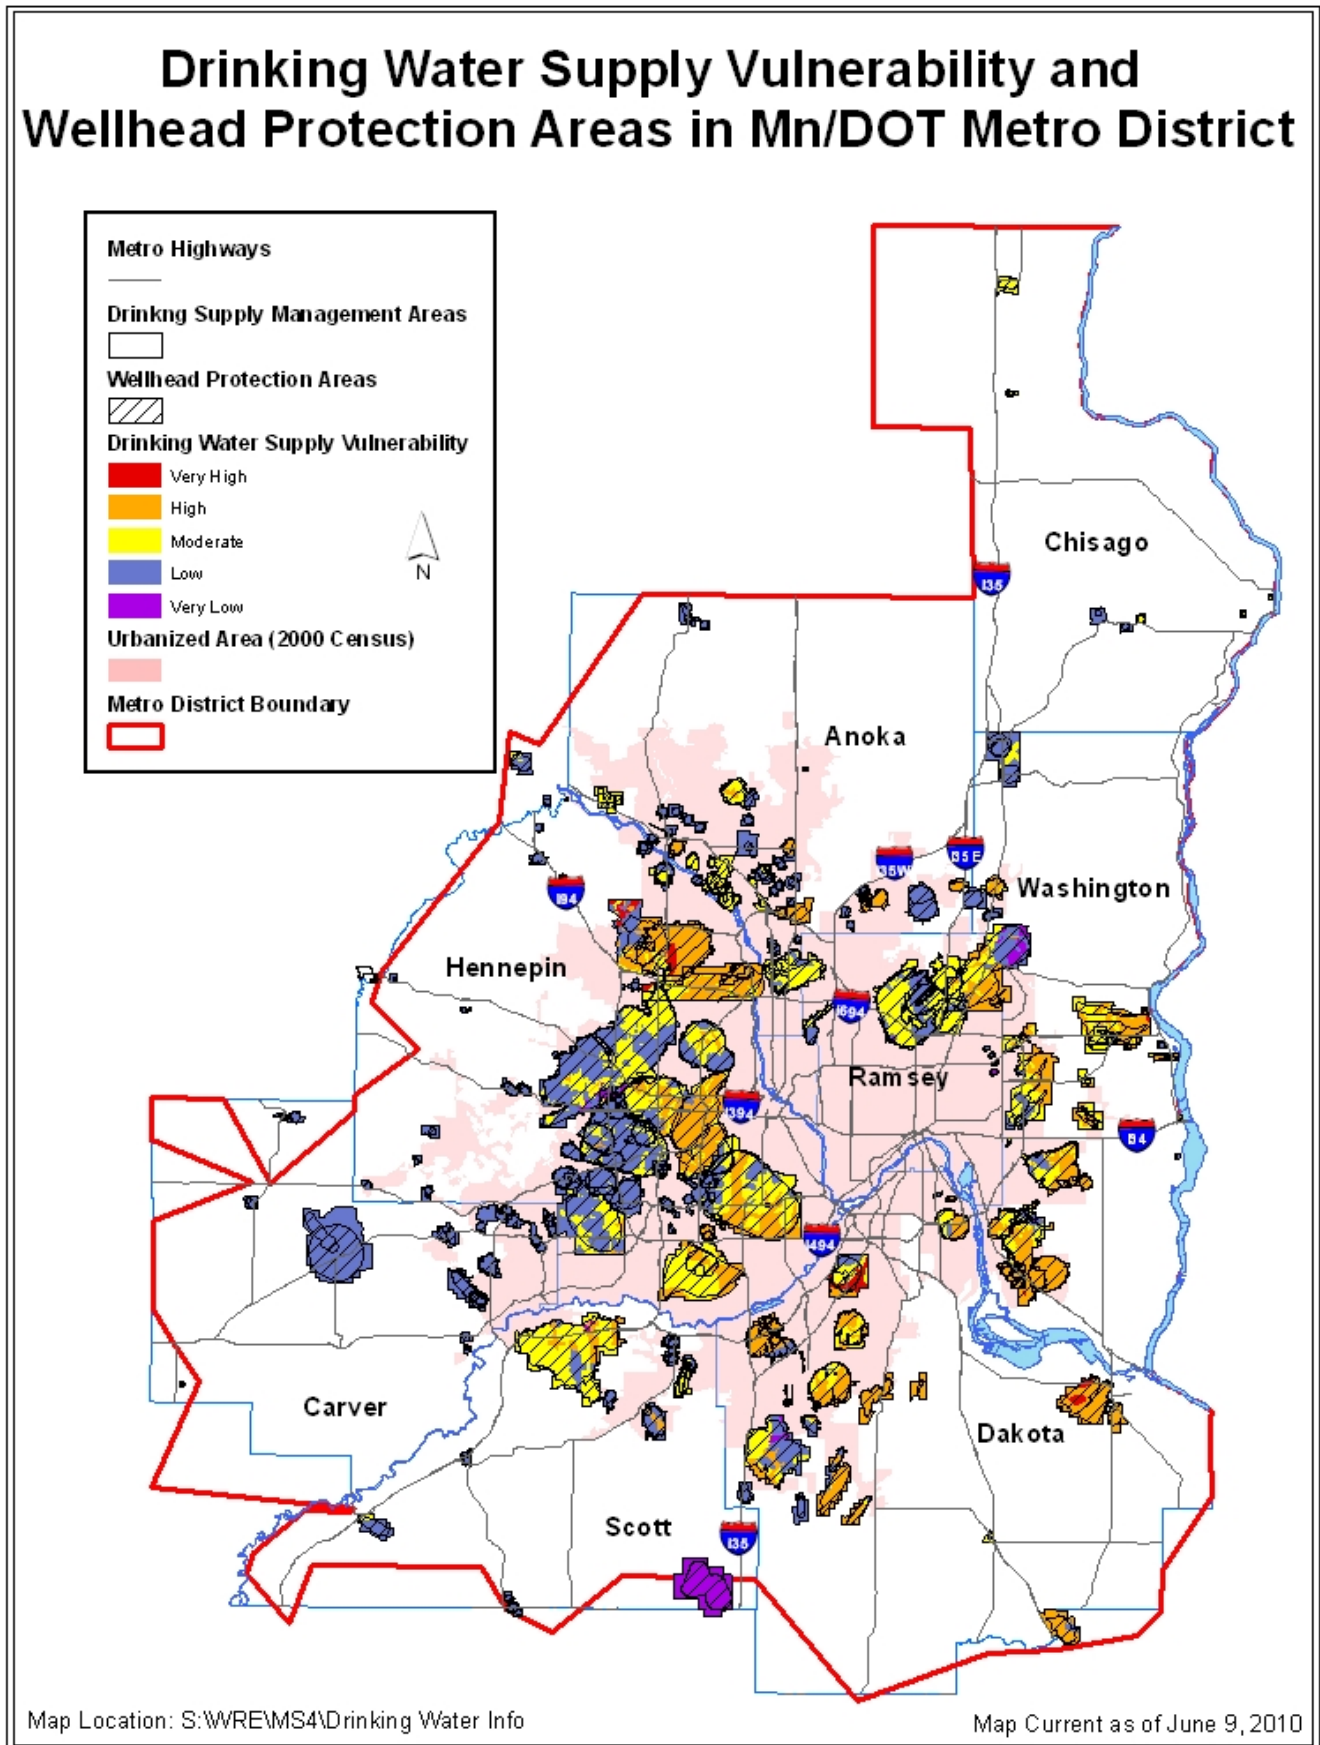 Drinking Water Supply Vulnerability and
Wellhead Protection Areas in Mn/DOT Metro District
Metro Highways
Drinkng Supply Management Areas
Wellhead Protection Areas
Drinking Water Supply Vulnerability
Very High
High
Moderate
Low
Very Low
N
Urbanized Area (2000 Census)
Metro District Boundary
Chisago
I35
Anoka
I35W
I35E
Washington
I94
Hennepin
I694
Ramsey
I394
I94
I494
Carver
Dakota
Scott
I35
Map Location: S:\WRE\MS4\Drinking Water Info
Map Current as of June 9, 2010